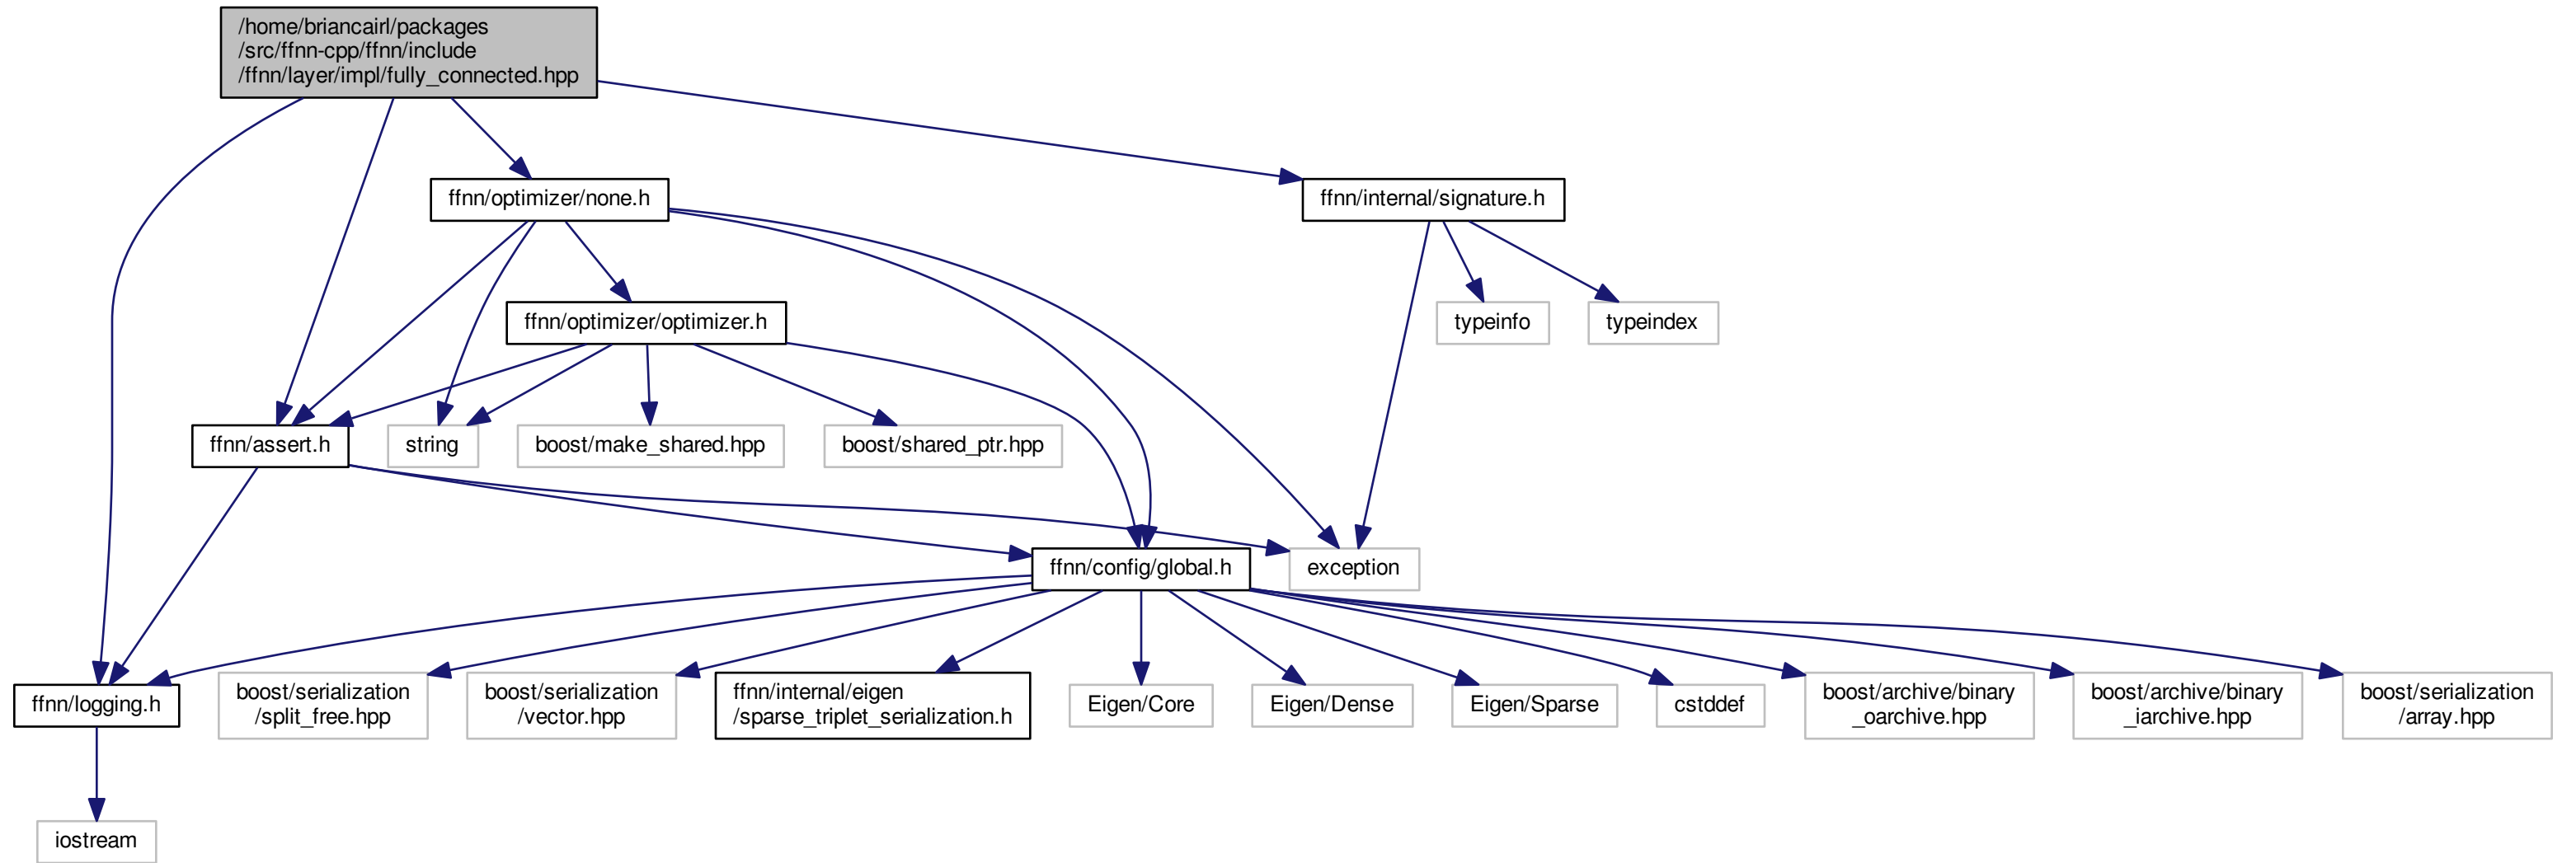 /home/briancairl/packages
/src/ffnn-cpp/ffnn/include
/ffnn/layer/impl/fully_connected.hpp
ffnn/optimizer/none.h
ffnn/internal/signature.h
ffnn/optimizer/optimizer.h
typeinfo
typeindex
ffnn/assert.h
string
boost/make_shared.hpp
boost/shared_ptr.hpp
ffnn/config/global.h
exception
ffnn/logging.h
boost/serialization
/split_free.hpp
boost/serialization
/vector.hpp
ffnn/internal/eigen
/sparse_triplet_serialization.h
Eigen/Core
Eigen/Dense
Eigen/Sparse
cstddef
boost/archive/binary
_oarchive.hpp
boost/archive/binary
_iarchive.hpp
boost/serialization
/array.hpp
iostream